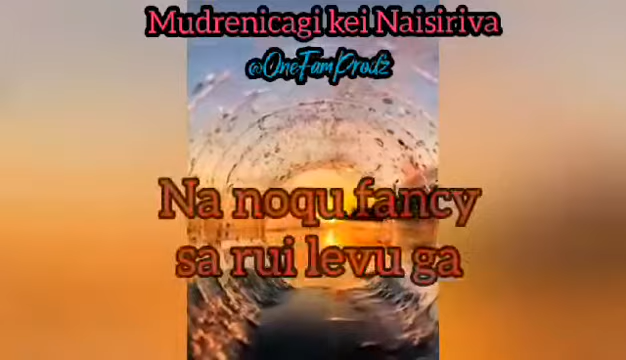 Mudrenicagi kei Naisiriva
@OneFamProdz
Na noqu fancy
sa rui levu ga